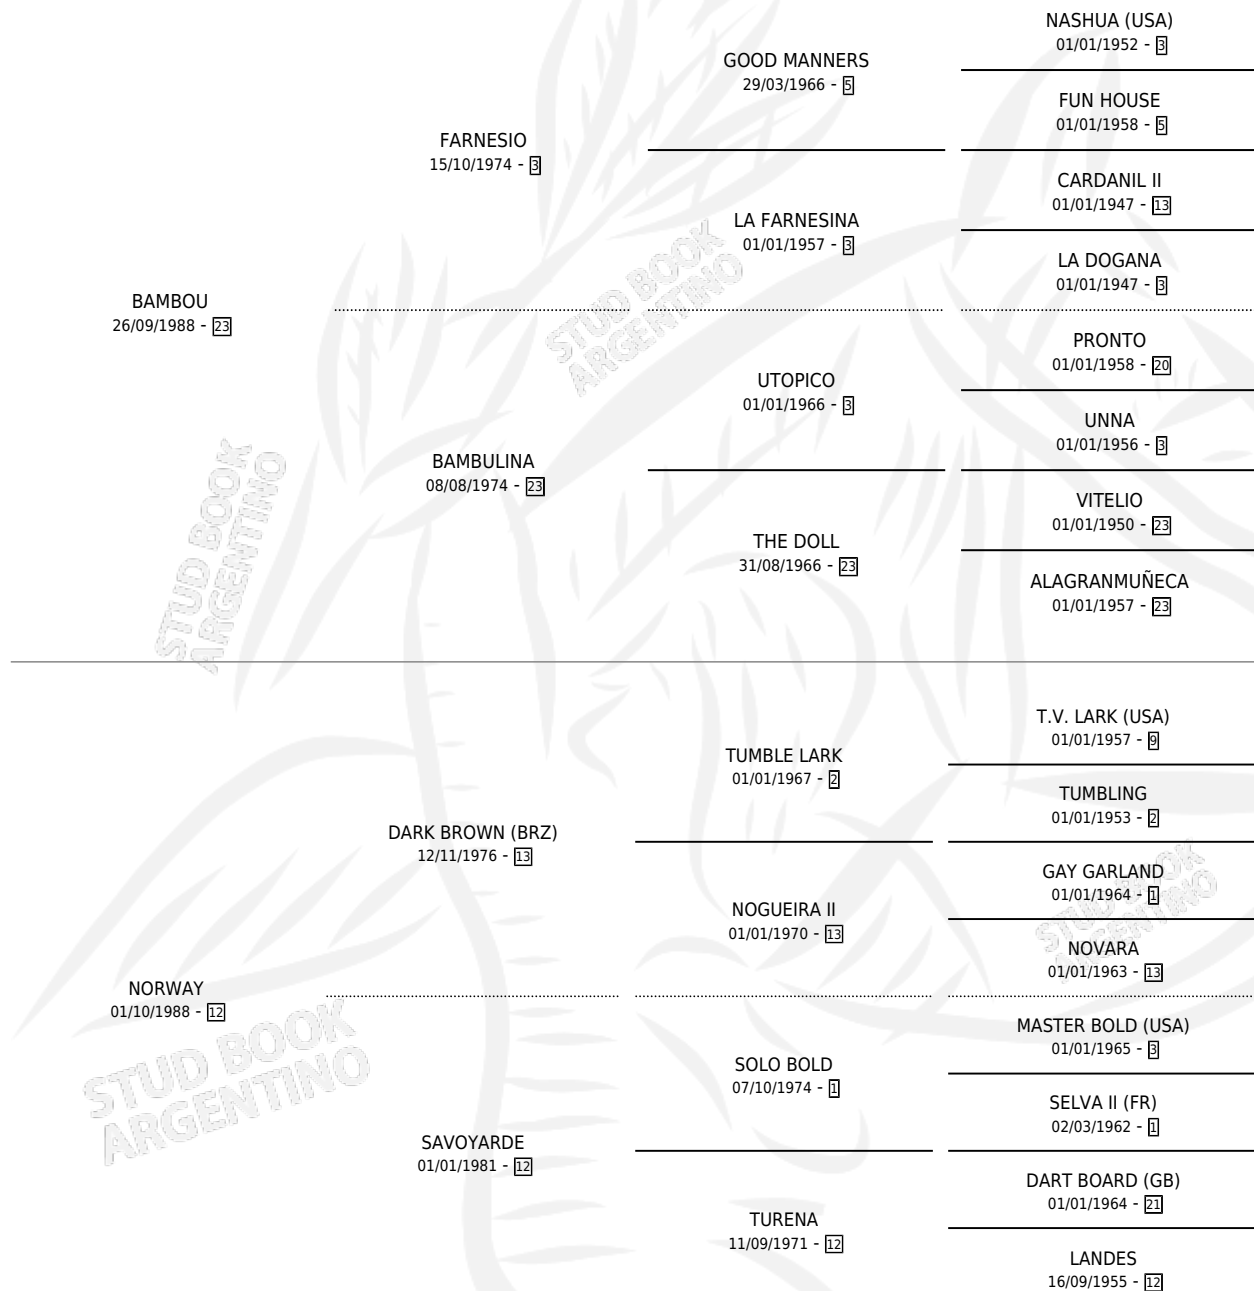 NASHUA (USA)
01/01/1952 - 3
GOOD MANNERS
29/03/1966 - 5
FUN HOUSE
01/01/1958 - 5
FARNESIO
15/10/1974 - 3
CARDANIL II
01/01/1947 - 13
LA FARNESINA
01/01/1957 - 3
LA DOGANA
01/01/1947 - 3
BAMBOU
26/09/1988 - 23
PRONTO
01/01/1958 - 20
UTOPICO
01/01/1966 - 3
UNNA
01/01/1956 - 3
BAMBULINA
08/08/1974 - 23
VITELIO
01/01/1950 - 23
THE DOLL
31/08/1966 - 23
ALAGRANMUÑECA
01/01/1957 - 23
T.V. LARK (USA)
01/01/1957 - 9
TUMBLE LARK
01/01/1967 - 2
TUMBLING
01/01/1953 - 2
DARK BROWN (BRZ)
12/11/1976 - 13
GAY GARLAND
01/01/1964 - 1
NOGUEIRA II
01/01/1970 - 13
NOVARA
01/01/1963 - 13
NORWAY
01/10/1988 - 12
MASTER BOLD (USA)
01/01/1965 - 3
SOLO BOLD
07/10/1974 - 1
SELVA II (FR)
02/03/1962 - 1
SAVOYARDE
01/01/1981 - 12
DART BOARD (GB)
01/01/1964 - 21
TURENA
11/09/1971 - 12
LANDES
16/09/1955 - 12
STUD BOOK
ARGENTINO
STUD BOOK
ARGENTINO
STUD BOOK
ARGENTINO
STUD BOOK
ARGENTINO